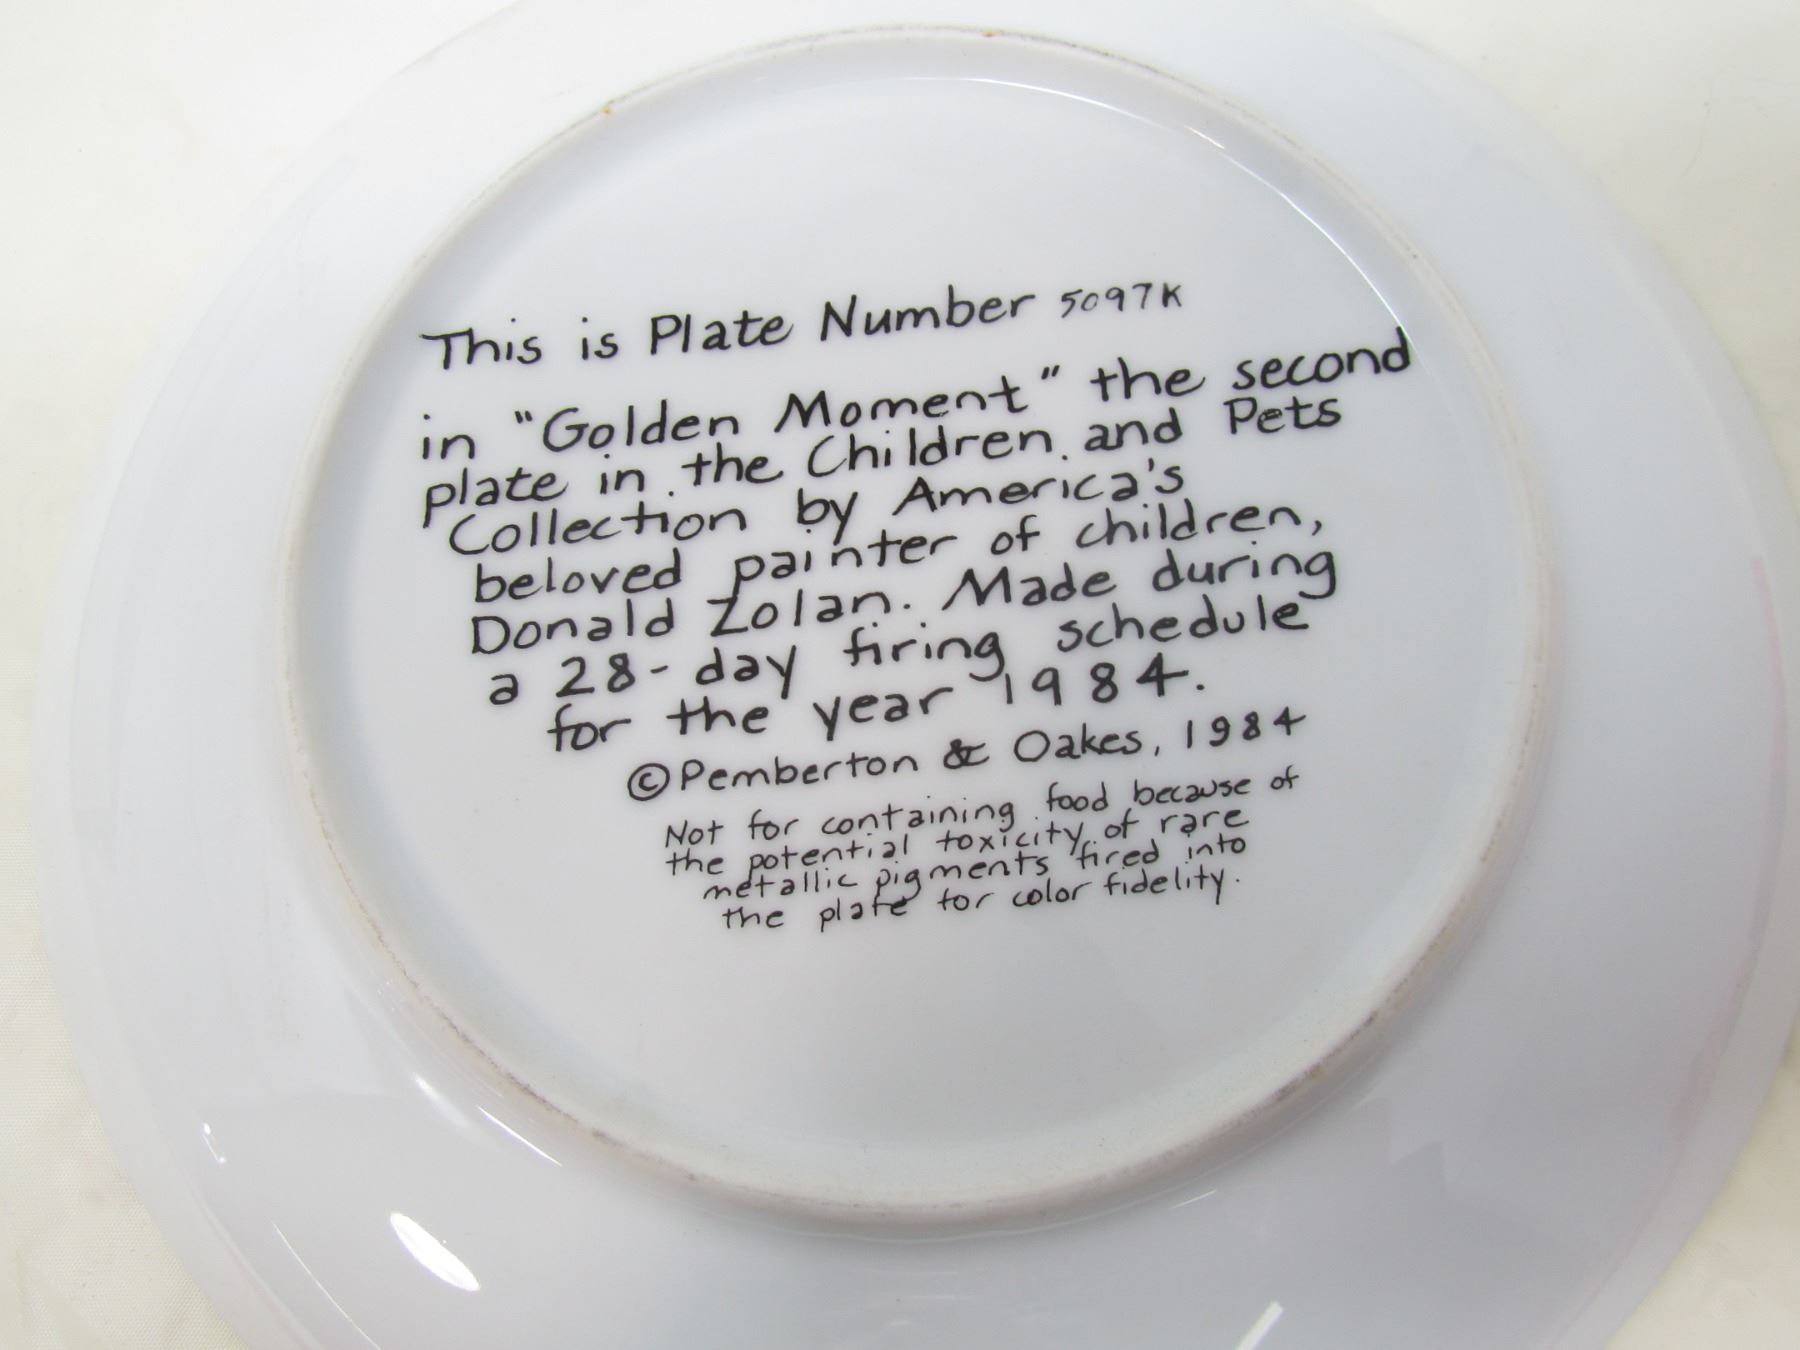 This is Plate Number 5097K
in "Golden Moment" the second
plate in the Children and Pets
Collection by America's
beloved painter of children,
Donald Zolan. Made during
a 28-day firing schedule
for the year 1984.
©Pemberton & Oakes, 1984
Not for containing food because of
the potential toxicity of rare
metallic pigments fired into
the plate for color fidelity.